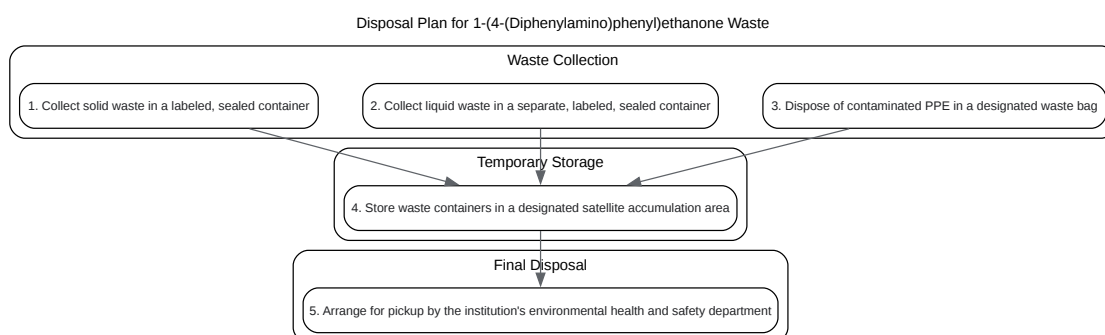 Disposal Plan for 1-(4-(Diphenylamino)phenyl)ethanone Waste
Waste Collection
1. Collect solid waste in a labeled, sealed container
2. Collect liquid waste in a separate, labeled, sealed container
3. Dispose of contaminated PPE in a designated waste bag
Temporary Storage
4. Store waste containers in a designated satellite accumulation area
Final Disposal
5. Arrange for pickup by the institution's environmental health and safety department